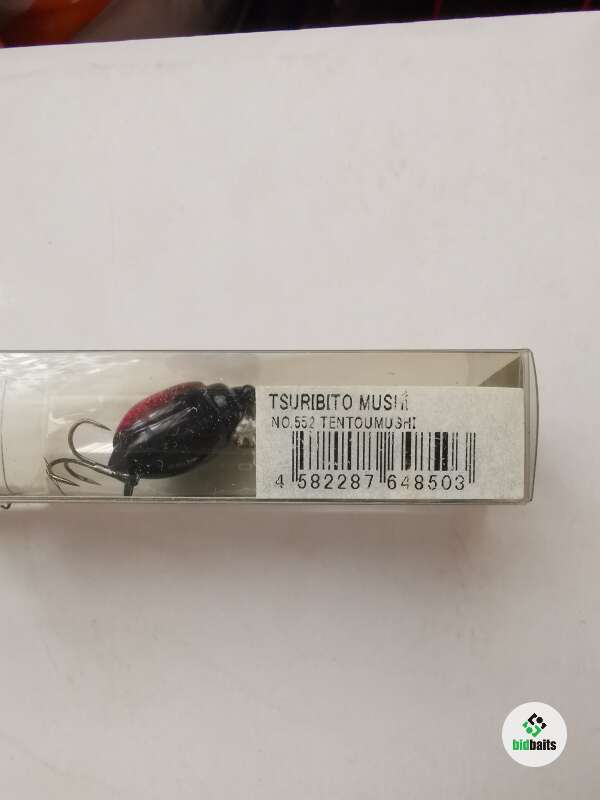 TSURIBITO MUSHI
NO.552 TENTOUMUSHI
4 582287 648503
bidbaits